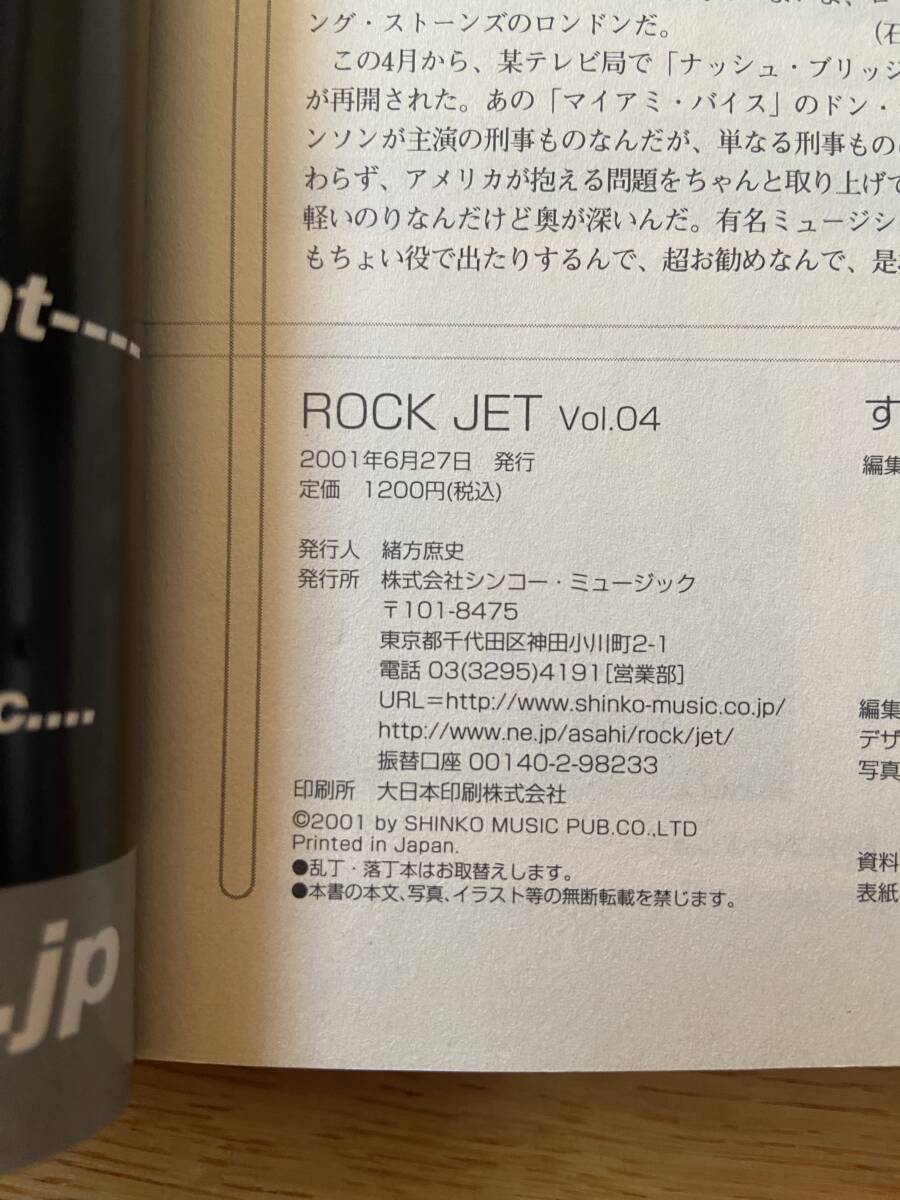 ング・ストーンズのロンドンだ。
(石
この4月から、某テレビ局で「ナッシュ・ブリッジ
が再開された。あの「マイアミ・バイス」のドン・
ンソンが主演の刑事ものなんだが、単なる刑事もの
わらず、アメリカが抱える問題をちゃんと取り上げて
軽いのりなんだけど奥が深いんだ。有名ミュージシ
もちょい役で出たりするんで、超お勧めなんで、是
nt----
ROCK JET Vol.04
2001年6月27日 発行
定価 1200円(税込)
発行人 緒方庶史
発行所 株式会社シンコー・ミュージック
〒101-8475
東京都千代田区神田小川町2-1
電話 03(3295)4191[営業部]
URL=http://www.shinko-music.co.jp/
http://www.ne.jp/asahi/rock/jet/
振替口座 00140-2-98233
印刷所 大日本印刷株式会社
©2001 by SHINKO MUSIC PUB.CO.,LTD
Printed in Japan.
●乱丁・落丁本はお取替えします。
●本書の本文、写真、イラスト等の無断転載を禁じます。
す
編集
編集
デザ
写真
資料
表紙
c....
.jp